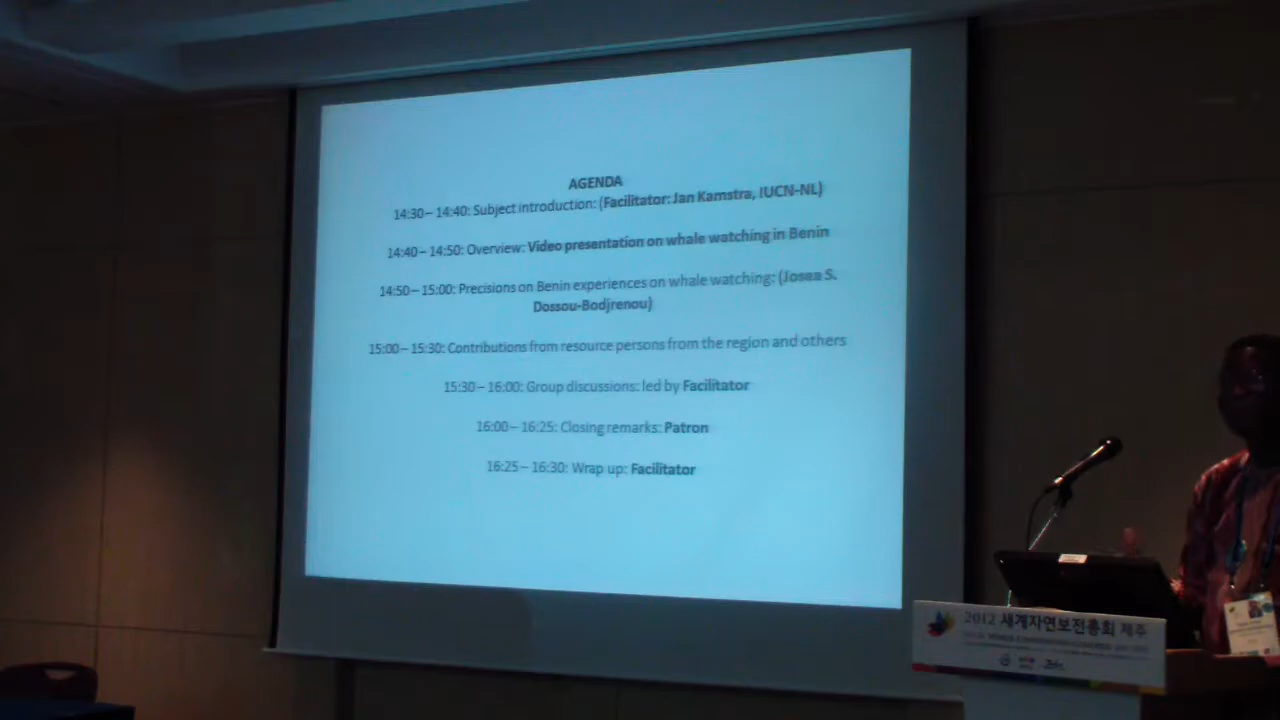 AGENDA
14:30 – 14:40: Subject introduction: (Facilitator: Jan Kamstra, IUCN-NL)
14:40 – 14:50: Overview: Video presentation on whale watching in Benin
14:50 – 15:00: Precisions on Benin experiences on whale watching: (Josea S.
Dossou-Bodjrenou)
15:00 – 15:30: Contributions from resource persons from the region and others
15:30 – 16:00: Group discussions: led by Facilitator
16:00 – 16:25: Closing remarks: Patron
16:25 – 16:30: Wrap up: Facilitator
2012 세계자연보전총회 제주